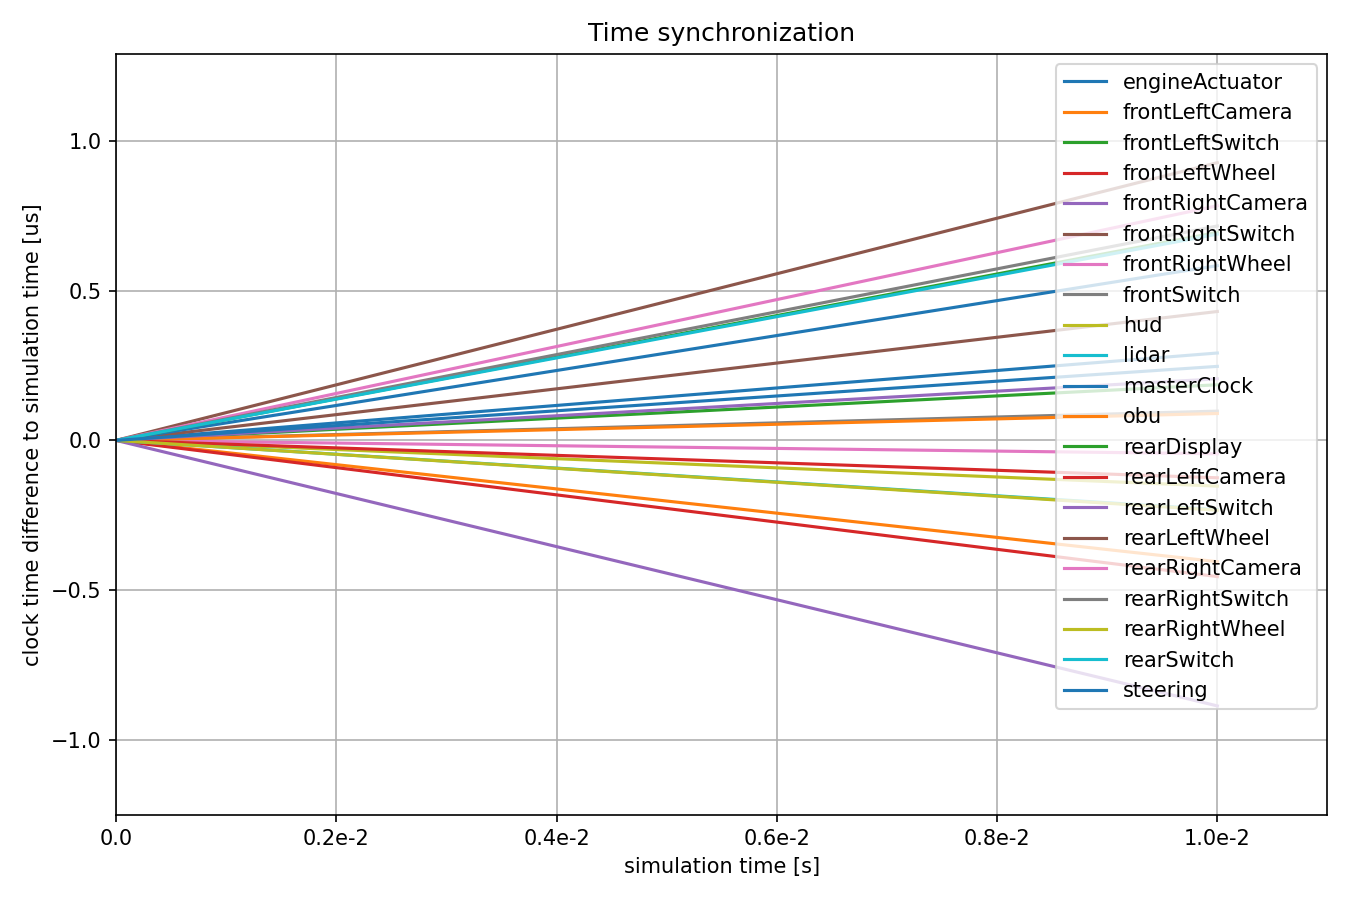 Time synchronization
clock time difference to simulation time [us]
1.0
0.5
0.0
−0.5
−1.0
0.0
0.2e-2
0.4e-2
0.6e-2
0.8e-2
1.0e-2
simulation time [s]
engineActuator
frontLeftCamera
frontLeftSwitch
frontLeftWheel
frontRightCamera
frontRightSwitch
frontRightWheel
frontSwitch
hud
lidar
masterClock
obu
rearDisplay
rearLeftCamera
rearLeftSwitch
rearLeftWheel
rearRightCamera
rearRightSwitch
rearRightWheel
rearSwitch
steering